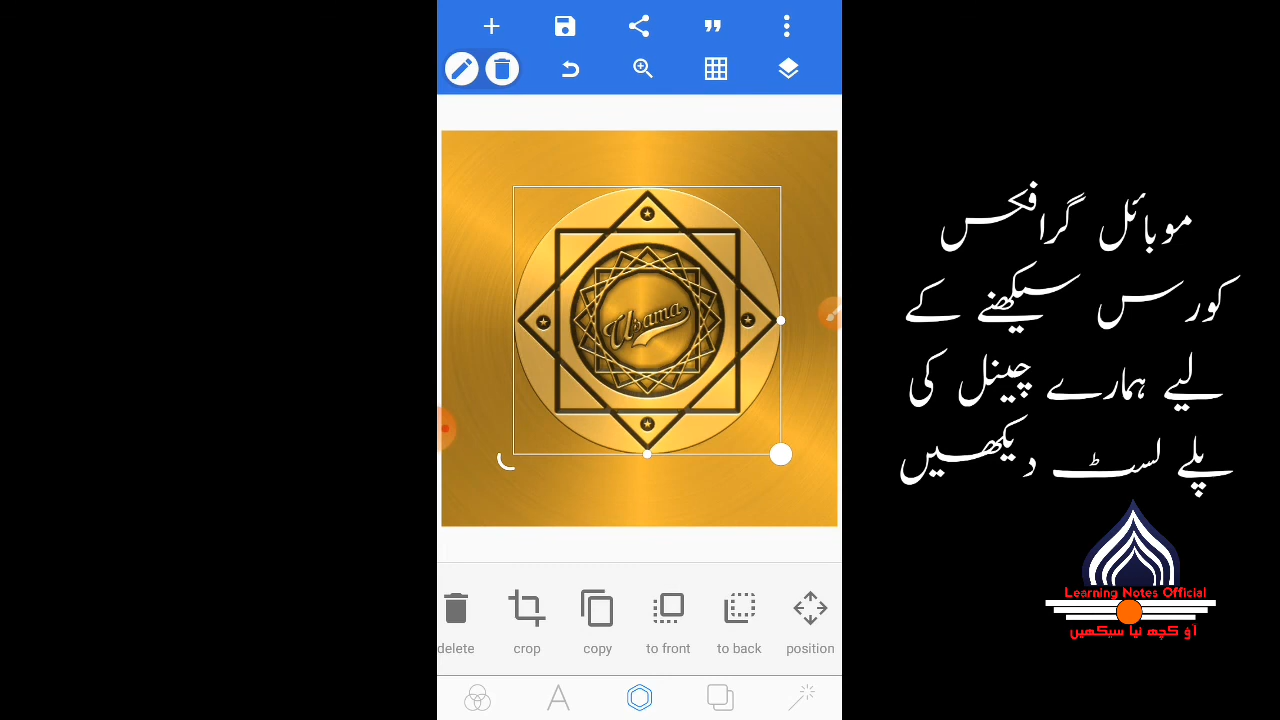 Usama
delete
crop
copy
to front
to back
position
موبائل گرافکس
کورس سیکھنے کے
لیے ہمارے چینل کی
پلے لسٹ دیکھیں
Learning Notes Official
آؤ کچھ نیا سیکھیں